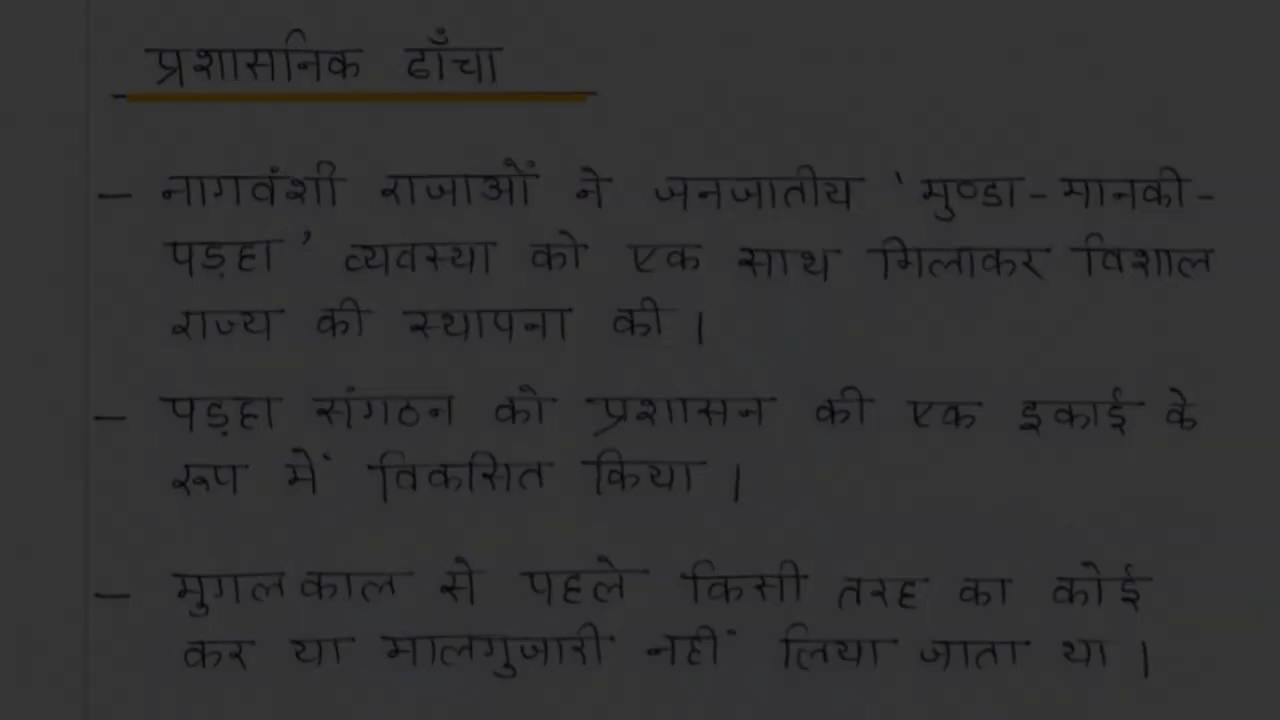 प्रशासनिक ढाँचा
– नागवंशी राजाओं ने जनजातीय 'मुण्डा-मानकी-
पड़हा' व्यवस्था को एक साथ मिलाकर विशाल
राज्य की स्थापना की।
– पड़हा संगठन को प्रशासन की एक इकाई के
रूप में विकसित किया।
– मुगलकाल से पहले किसी तरह का कोई
कर या मालगुजारी नहीं लिया जाता था।